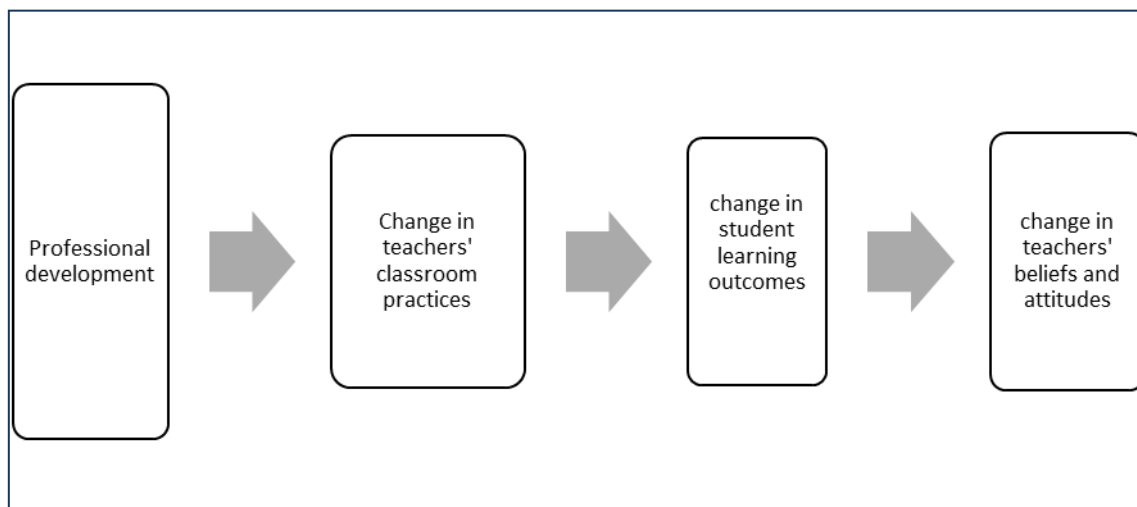 Professional
development
Change in
teachers'
classroom
practices
change in
student
learning
outcomes
change in
teachers'
beliefs and
attitudes